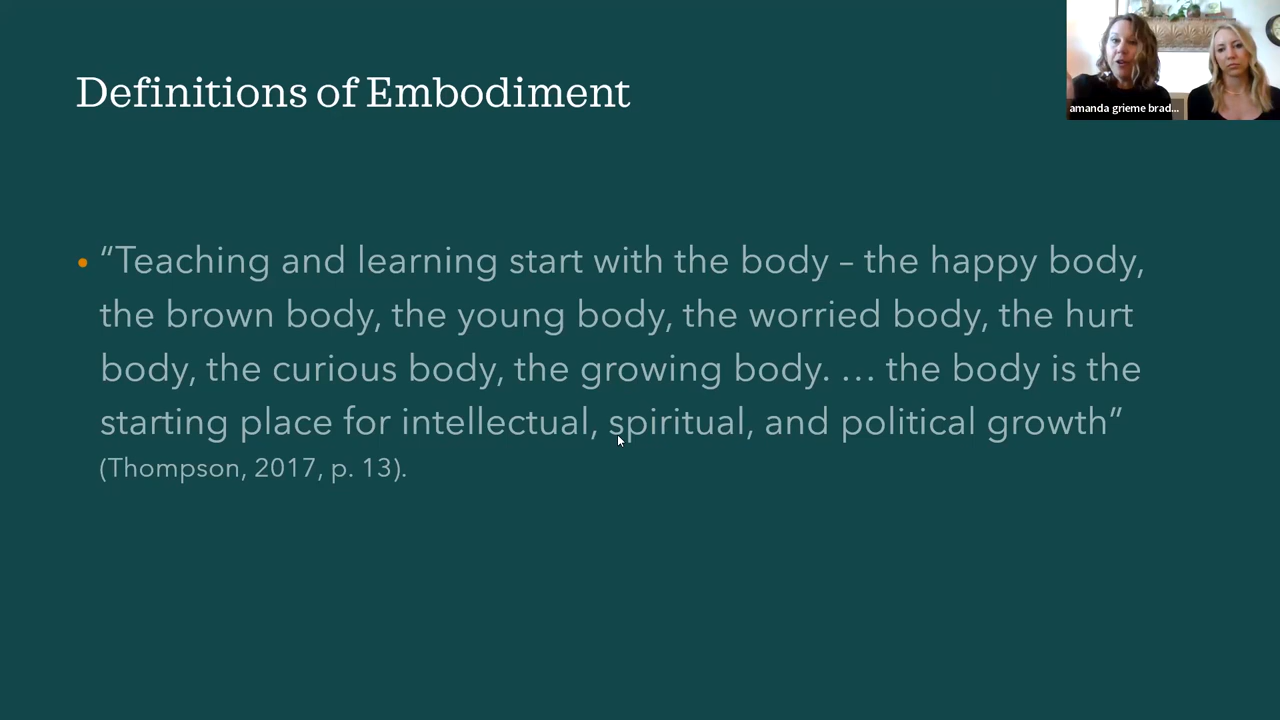 Definitions of Embodiment
amanda grieme brad...
• “Teaching and learning start with the body – the happy body,
the brown body, the young body, the worried body, the hurt
body, the curious body, the growing body. … the body is the
starting place for intellectual, spiritual, and political growth”
(Thompson, 2017, p. 13).